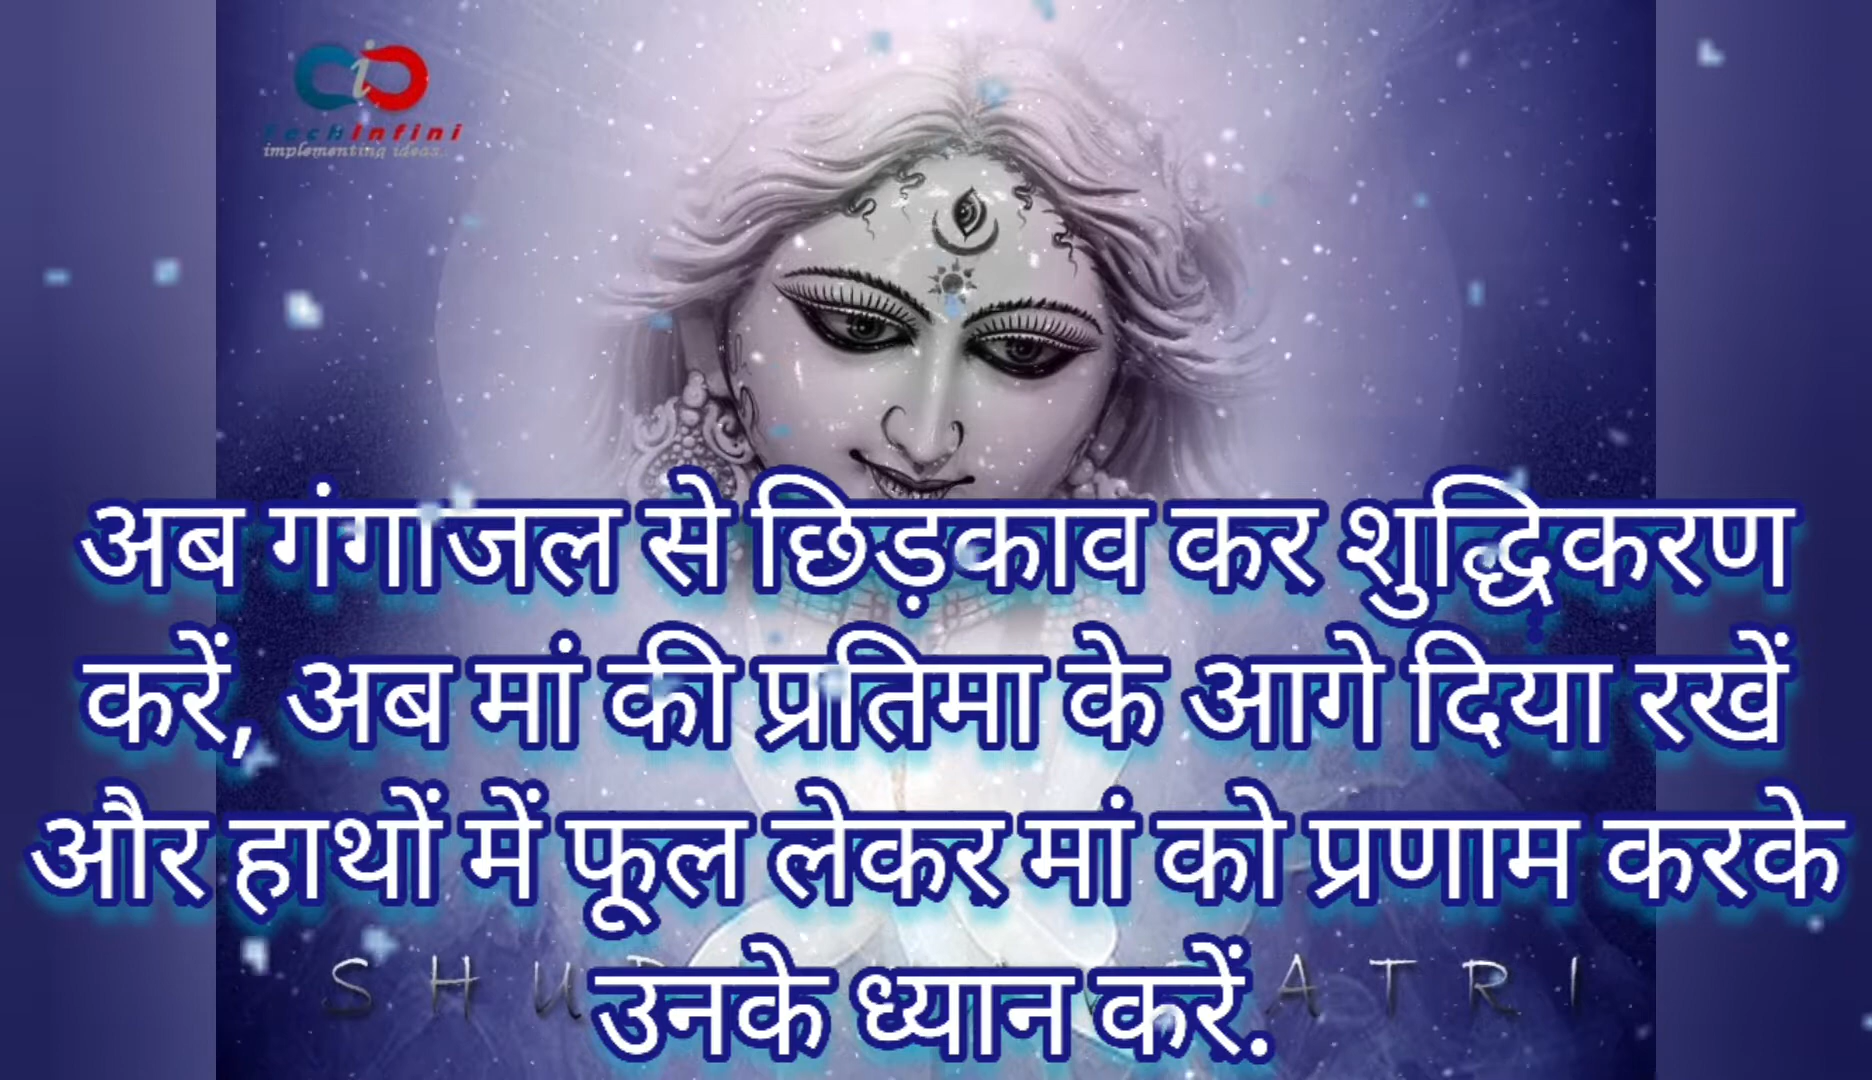 TechInfini
implementing ideas..
अब गंगाजल से छिड़काव कर शुद्धिकरण
करें, अब मां की प्रतिमा के आगे दिया रखें
और हाथों में फूल लेकर मां को प्रणाम करके
उनके ध्यान करें.